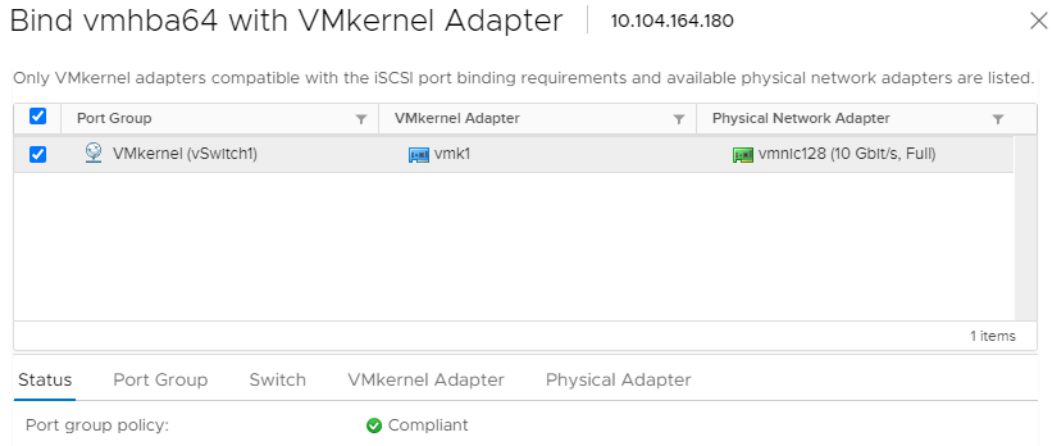 Bind vmhba64 with VMkernel Adapter 10.104.164.180
Only VMkernel adapters compatible with the iSCSI port binding requirements and available physical network adapters are listed.
Port Group VMkernel Adapter Physical Network Adapter
VMkernel (vSwitch1) vmk1 vmnic128 (10 Gbit/s, Full)
1 items
Status Port Group Switch VMkernel Adapter Physical Adapter
Port group policy: Compliant